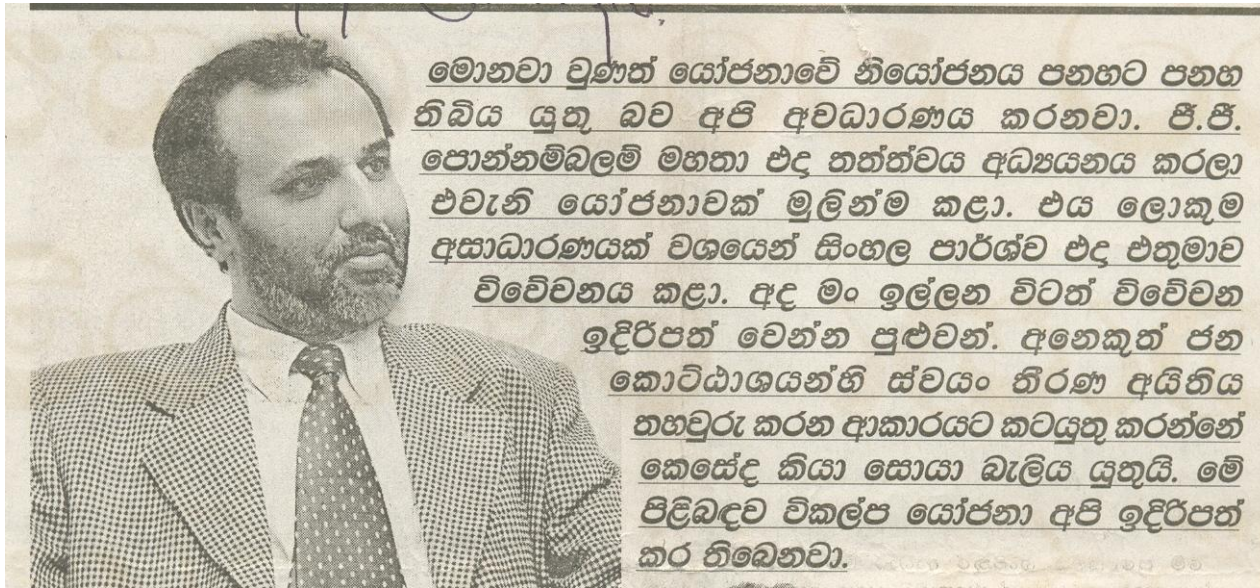 මොනවා වුණත් යෝජනාවේ නියෝජනය පනහට පනහ
තිබිය යුතු බව අපි අවධාරණය කරනවා. ජී.ජී.
පොන්නම්බලම් මහතා එදා තත්ත්වය අධ්‍යයනය කරලා
එවැනි යෝජනාවක් මුලින්ම කළා. එය ලොකුම
අසාධාරණයක් වශයෙන් සිංහල පාර්ශ්ව එදා එතුමාව
විවේචනය කළා. අද මං ඉල්ලන විටත් විවේචන
ඉදිරිපත් වෙන්න පුළුවන්. අනෙකුත් ජන
කොට්ඨාශයන්හි ස්වයං තීරණ අයිතිය
තහවුරු කරන ආකාරයට කටයුතු කරන්නේ
කෙසේද කියා සොයා බැලිය යුතුයි. මේ
පිළිබඳව විකල්ප යෝජනා අපි ඉදිරිපත්
කර තිබෙනවා.